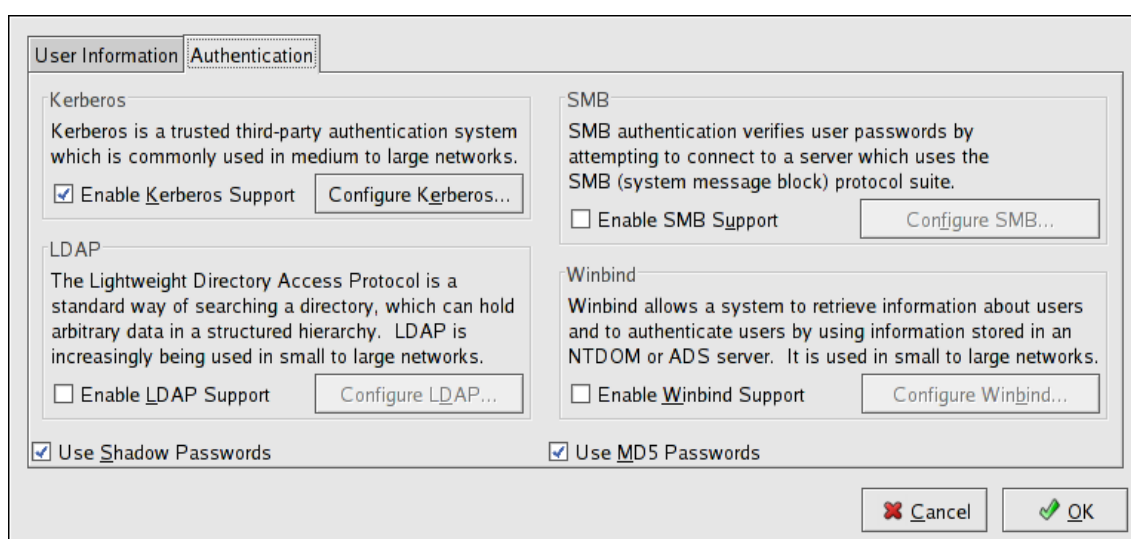 User Information
Authentication
Kerberos
Kerberos is a trusted third-party authentication system
which is commonly used in medium to large networks.
Enable Kerberos Support
Configure Kerberos...
LDAP
The Lightweight Directory Access Protocol is a
standard way of searching a directory, which can hold
arbitrary data in a structured hierarchy.  LDAP is
increasingly being used in small to large networks.
Enable LDAP Support
Configure LDAP...
SMB
SMB authentication verifies user passwords by
attempting to connect to a server which uses the
SMB (system message block) protocol suite.
Enable SMB Support
Configure SMB...
Winbind
Winbind allows a system to retrieve information about users
and to authenticate users by using information stored in an
NTDOM or ADS server.  It is used in small to large networks.
Enable Winbind Support
Configure Winbind...
Use Shadow Passwords
Use MD5 Passwords
Cancel
OK